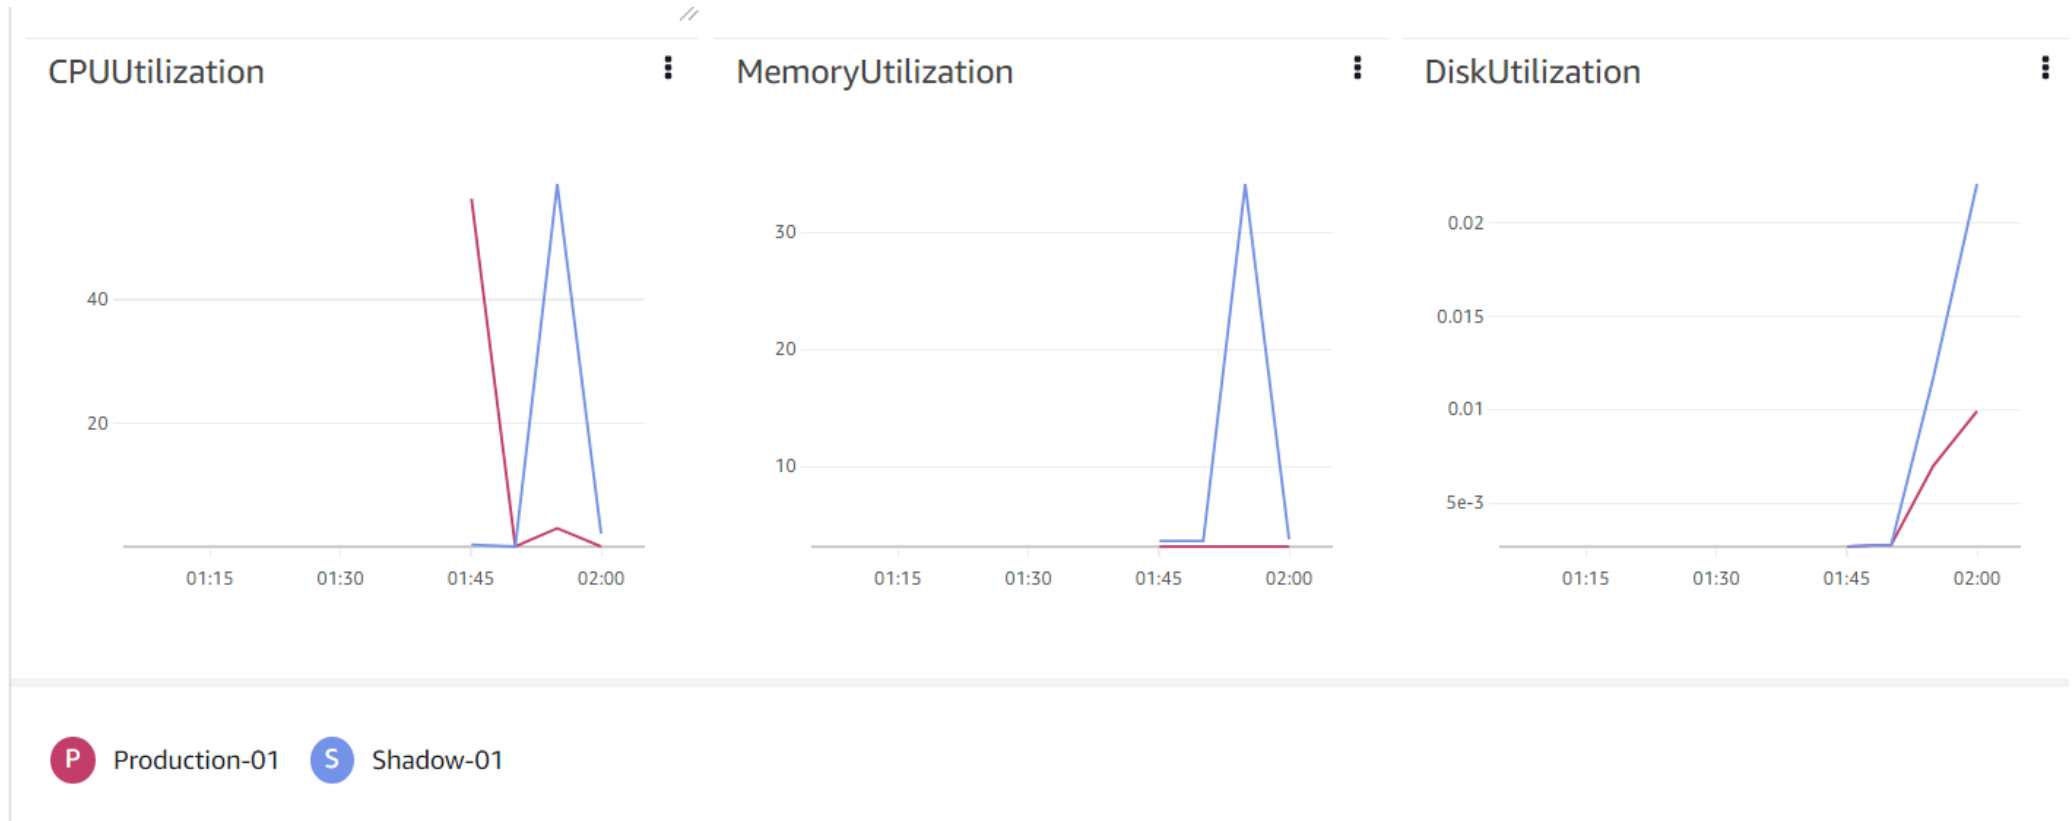 CPUUtilization
40
20
01:15 01:30 01:45 02:00
MemoryUtilization
30
20
10
01:15 01:30 01:45 02:00
DiskUtilization
0.02
0.015
0.01
5e-3
01:15 01:30 01:45 02:00
P Production-01 S Shadow-01